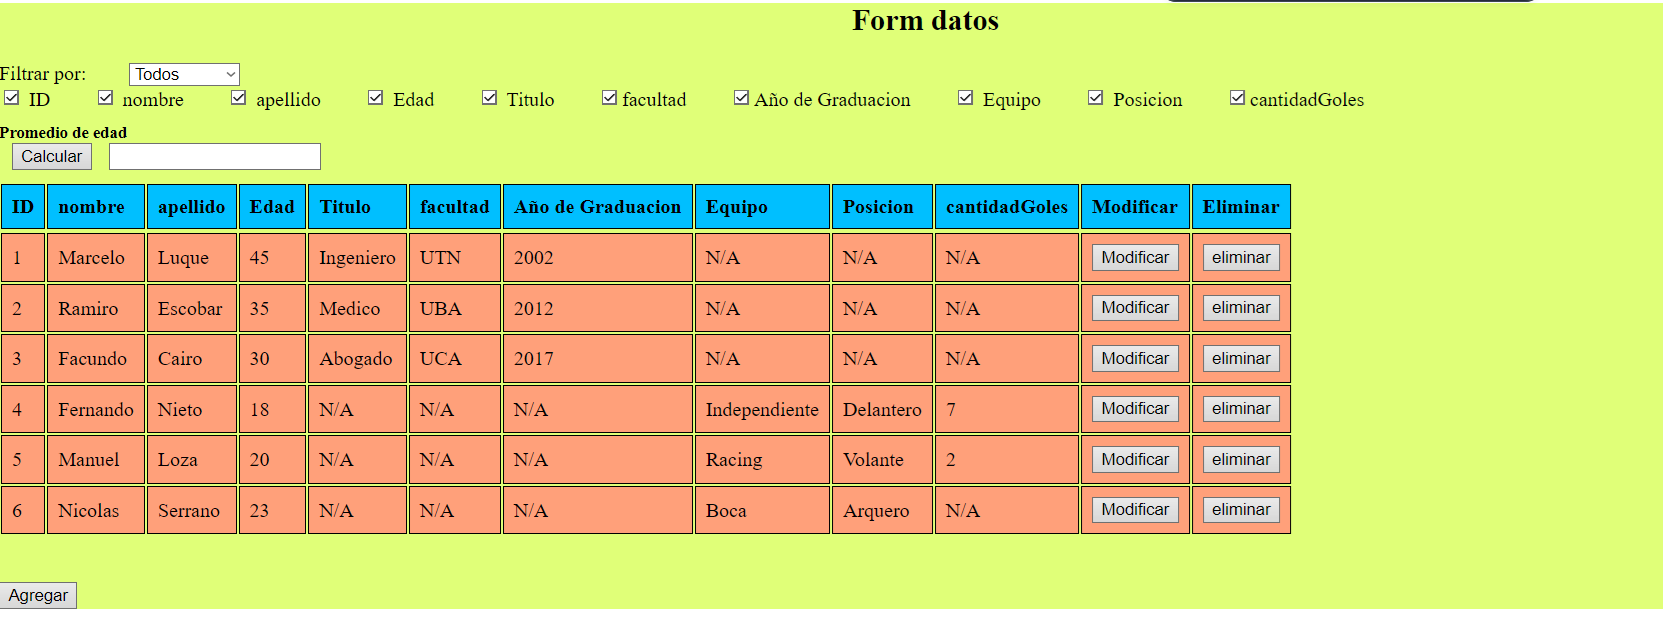 Form datos
Filtrar por: Todos
ID nombre apellido Edad Titulo facultad Año de Graduacion Equipo Posicion cantidadGoles
Promedio de edad
Calcular
ID nombre apellido Edad Titulo facultad Año de Graduacion Equipo Posicion cantidadGoles Modificar Eliminar
1 Marcelo Luque 45 Ingeniero UTN 2002 N/A N/A N/A Modificar eliminar
2 Ramiro Escobar 35 Medico UBA 2012 N/A N/A N/A Modificar eliminar
3 Facundo Cairo 30 Abogado UCA 2017 N/A N/A N/A Modificar eliminar
4 Fernando Nieto 18 N/A N/A N/A Independiente Delantero 7 Modificar eliminar
5 Manuel Loza 20 N/A N/A N/A Racing Volante 2 Modificar eliminar
6 Nicolas Serrano 23 N/A N/A N/A Boca Arquero N/A Modificar eliminar
Agregar